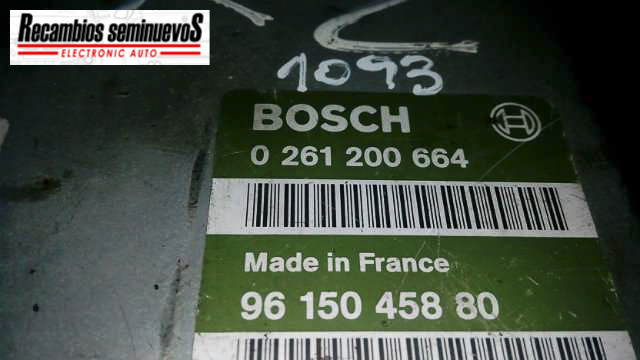 Recambios seminuevoS
ELECTRONIC AUTO
1093
BOSCH
0 261 200 664
Made in France
96 150 458 80